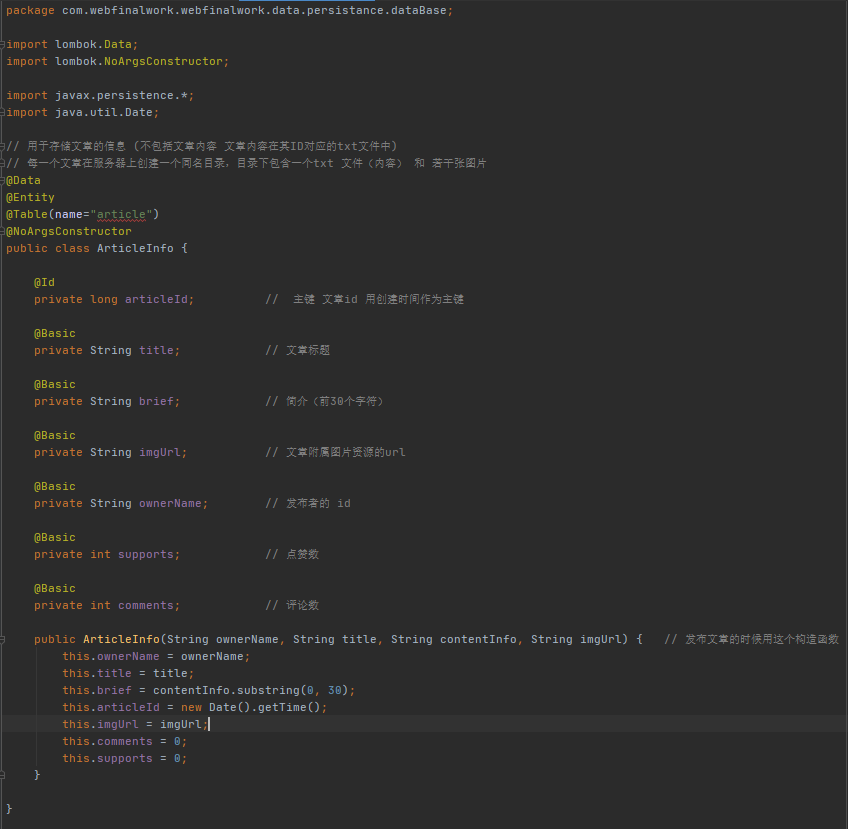 package com.webfinalwork.webfinalwork.data.persistance.dataBase;
import lombok.Data;
import lombok.NoArgsConstructor;
import javax.persistence.*;
import java.util.Date;
// 用于存储文章的信息 (不包括文章内容 文章内容在其ID对应的txt文件中)
// 每一个文章在服务器上创建一个同名目录，目录下包含一个txt 文件（内容） 和 若干张图片
@Data
@Entity
@Table(name="article")
@NoArgsConstructor
public class ArticleInfo {
@Id
private long articleId;          //  主键 文章id 用创建时间作为主键
@Basic
private String title;            // 文章标题
@Basic
private String brief;            // 简介（前30个字符）
@Basic
private String imgUrl;           // 文章附属图片资源的url
@Basic
private String ownerName;        // 发布者的 id
@Basic
private int supports;            // 点赞数
@Basic
private int comments;            // 评论数
public ArticleInfo(String ownerName, String title, String contentInfo, String imgUrl) {   // 发布文章的时候用这个构造函数
this.ownerName = ownerName;
this.title = title;
this.brief = contentInfo.substring(0, 30);
this.articleId = new Date().getTime();
this.imgUrl = imgUrl;
this.comments = 0;
this.supports = 0;
}
}